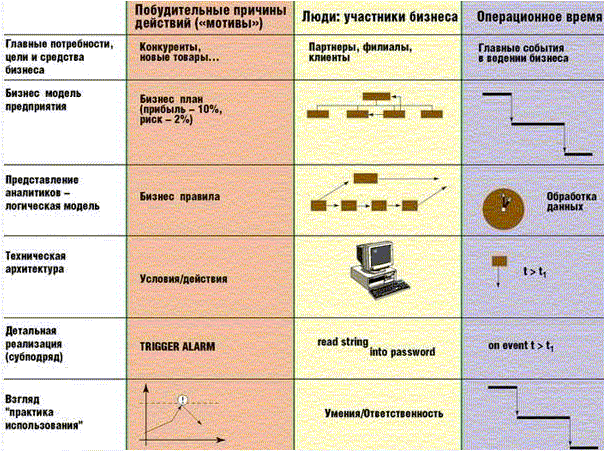 Побудительные причины
действий («мотивы»)
Люди: участники бизнеса
Операционное время
Главные потребности,
цели и средства
бизнеса
Конкуренты,
новые товары...
Партнеры, филиалы,
клиенты
Главные события
в ведении бизнеса
Бизнес модель
предприятия
Бизнес план
(прибыль – 10%,
риск – 2%)
Представление
аналитиков –
логическая модель
Бизнес правила
Обработка
данных
Техническая
архитектура
Условия/действия
t > t1
Детальная
реализация
(субподряд)
TRIGGER ALARM
read string
into password
on event t > t1
Взгляд
"практика
использования"
!
Умения/Ответственность